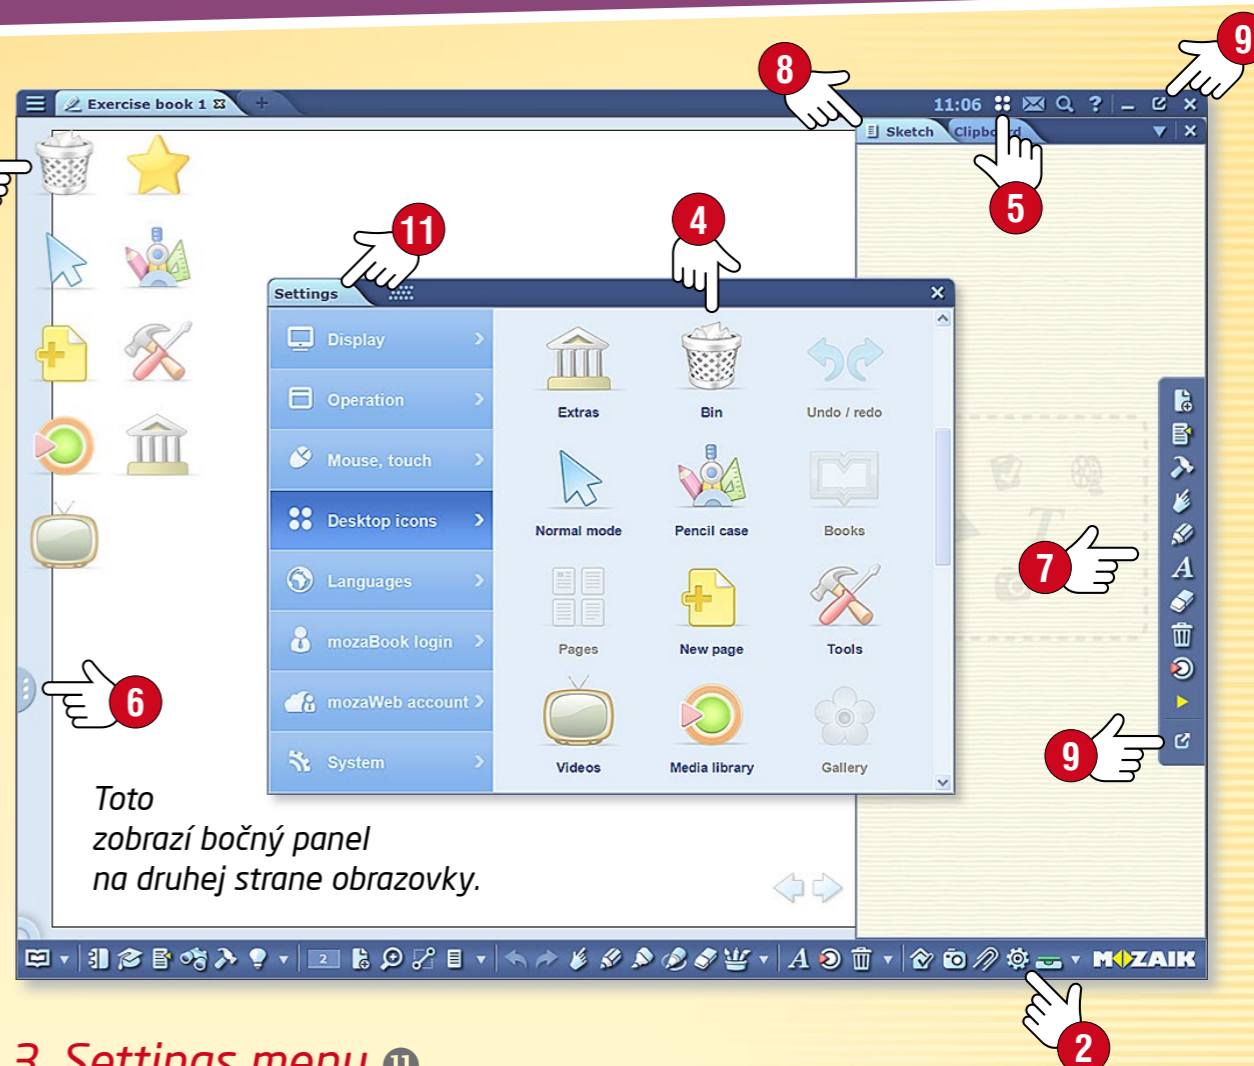 9
8
Exercise book 1
+
11:06
?
Sketch
Clipboard
5
11
4
Settings
Display
Operation
Mouse, touch
Desktop icons
Languages
mozaBook login
mozaWeb account
System
Extras
Bin
Undo / redo
Normal mode
Pencil case
Books
Pages
New page
Tools
Videos
Media library
Gallery
T
A
7
6
9
Toto
zobrazí bočný panel
na druhej strane obrazovky.
2
A
MOZAIK
2
3. Settings menu 11